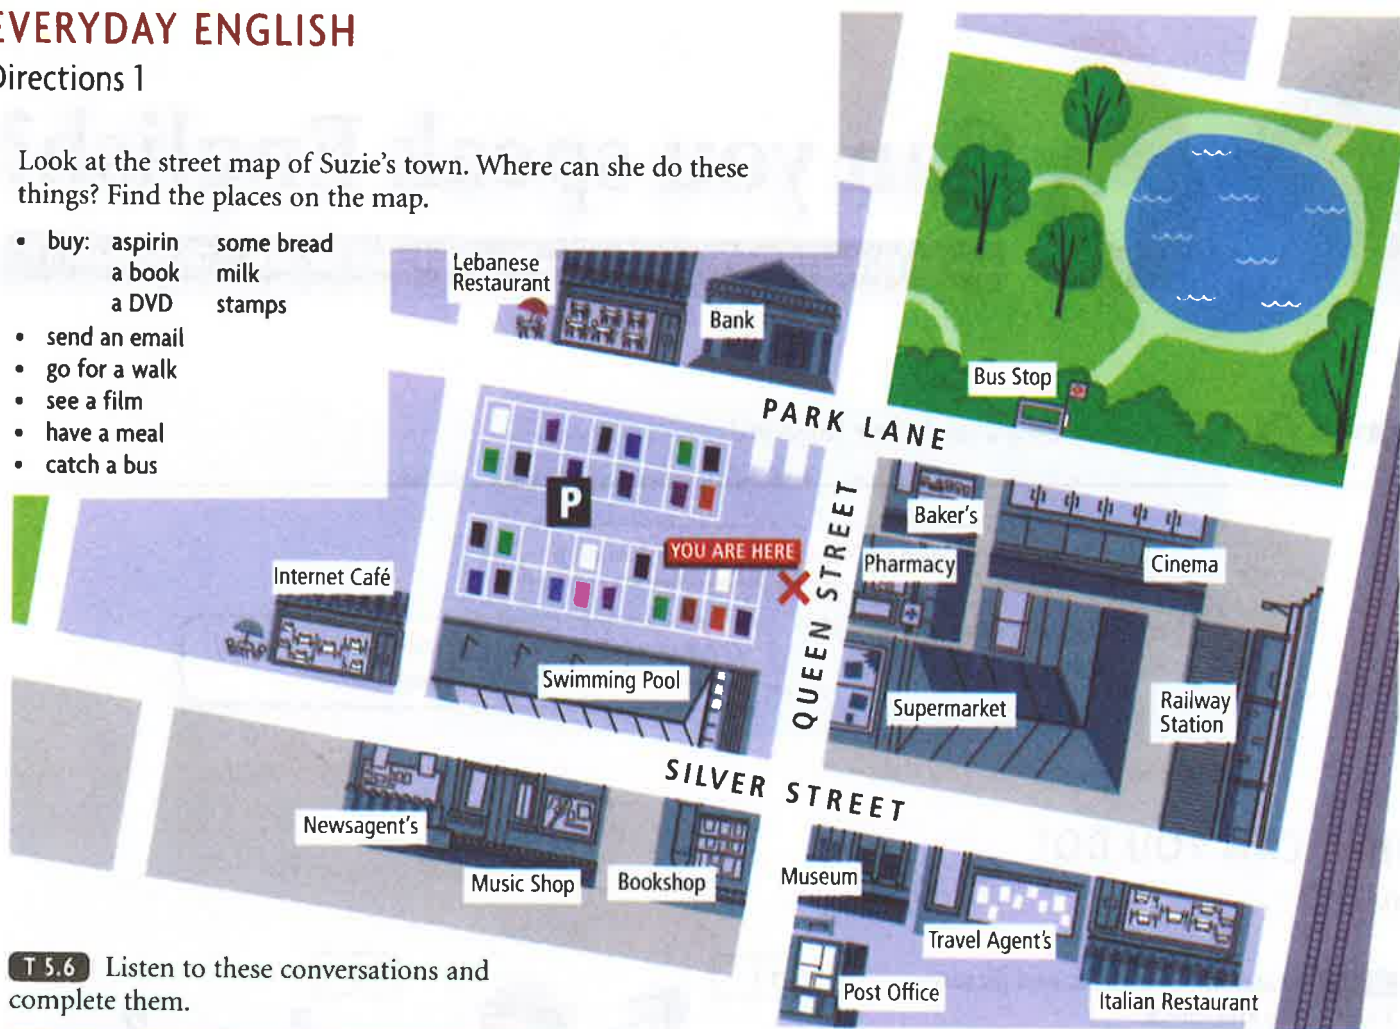 EVERYDAY ENGLISH
Directions 1
Look at the street map of Suzie's town. Where can she do these
things? Find the places on the map.
• buy: aspirin some bread
a book milk
a DVD stamps
• send an email
• go for a walk
• see a film
• have a meal
• catch a bus
Lebanese
Restaurant
Bank
Bus Stop
PARK LANE
P
YOU ARE HERE
QUEEN STREET
Baker's
Pharmacy
Cinema
Internet Café
Swimming Pool
Supermarket
Railway
Station
SILVER STREET
Newsagent's
Music Shop
Bookshop
Museum
Travel Agent's
Post Office
Italian Restaurant
T 5.6 Listen to these conversations and
complete them.